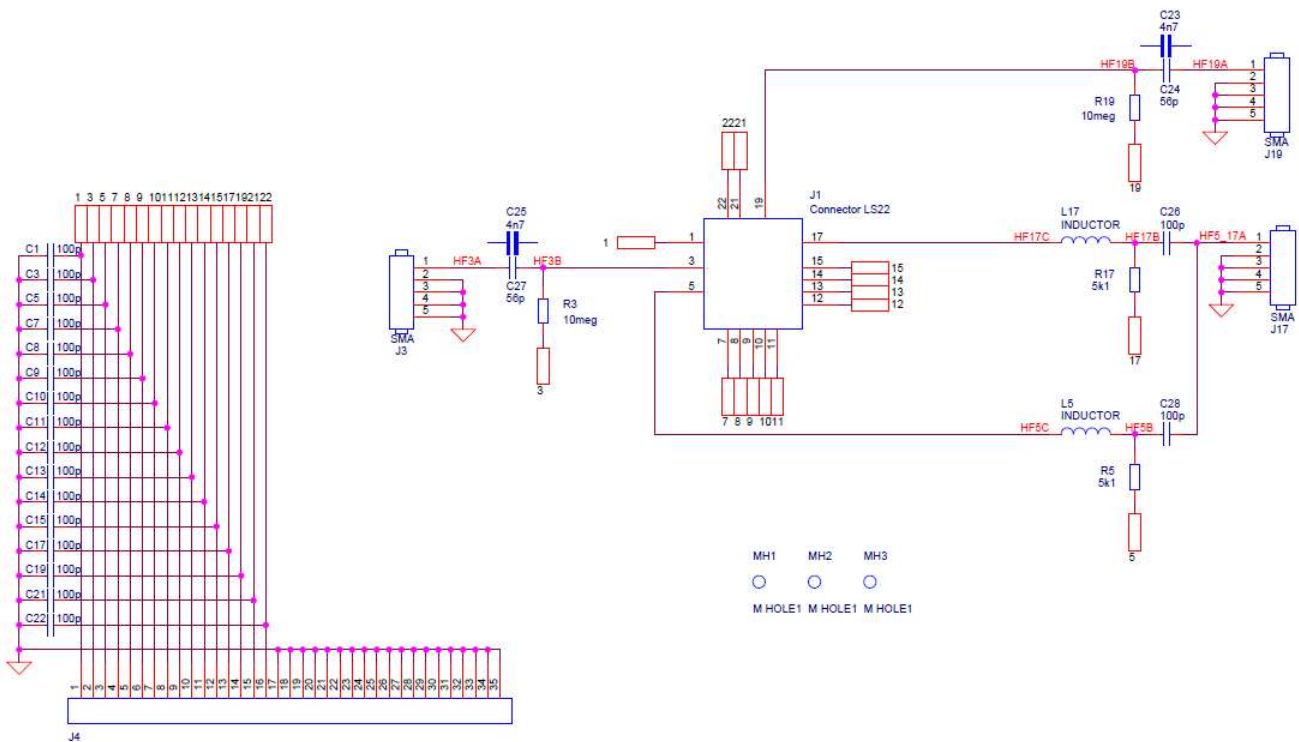 C23
4n7
HF19B
HF19A
1
2
3
4
5
C24
56p
R19
10meg
SMA
J19
19
2221
22
21
19
J1
Connector LS22
1 3 5 7 8 9 1011121314 15 17192122
C25
4n7
1
1
3
5
17
15
14
13
12
15
14
13
12
HF17C
L17
INDUCTOR
HF17B
C26
100p
HF5_17A
1
2
3
4
5
R17
5k1
SMA
J17
17
1
2
3
4
5
HF3A
HF3B
C27
56p
R3
10meg
SMA
J3
3
7
8
9
10
11
7 8 9 1011
C1 100p
C3 100p
C5 100p
C7 100p
C8 100p
C9 100p
C10 100p
C11 100p
C12 100p
C13 100p
C14 100p
C15 100p
C17 100p
C19 100p
C21 100p
C22 100p
HF5C
L5
INDUCTOR
HF5B
C28
100p
R5
5k1
5
MH1 MH2 MH3
M HOLE1 M HOLE1 M HOLE1
1 2 3 4 5 6 7 8 9 10 11 12 13 14 15 16 17 18 19 20 21 22 23 24 25 26 27 28 29 30 31 32 33 34 35
J4